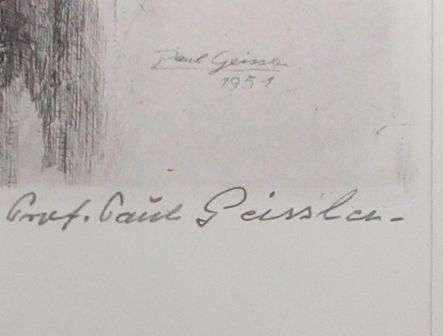 Paul Geissler
1951
Prof. Paul Geissler